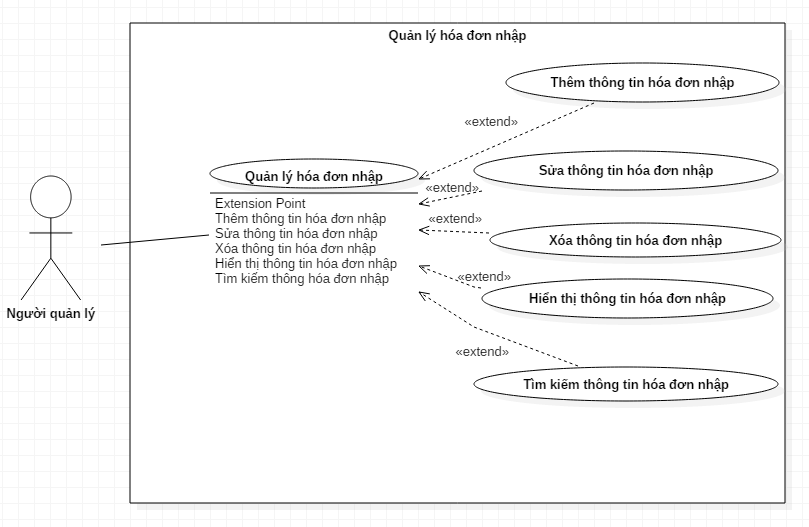 Quản lý hóa đơn nhập
Thêm thông tin hóa đơn nhập
«extend»
Sửa thông tin hóa đơn nhập
Quản lý hóa đơn nhập
«extend»
Extension Point
Thêm thông tin hóa đơn nhập
«extend»
Sửa thông tin hóa đơn nhập
Xóa thông tin hóa đơn nhập
Xóa thông tin hóa đơn nhập
Hiển thị thông tin hóa đơn nhập
«extend»
Tìm kiếm thông hóa đơn nhập
Hiển thị thông tin hóa đơn nhập
Người quản lý
«extend»
Tìm kiếm thông tin hóa đơn nhập